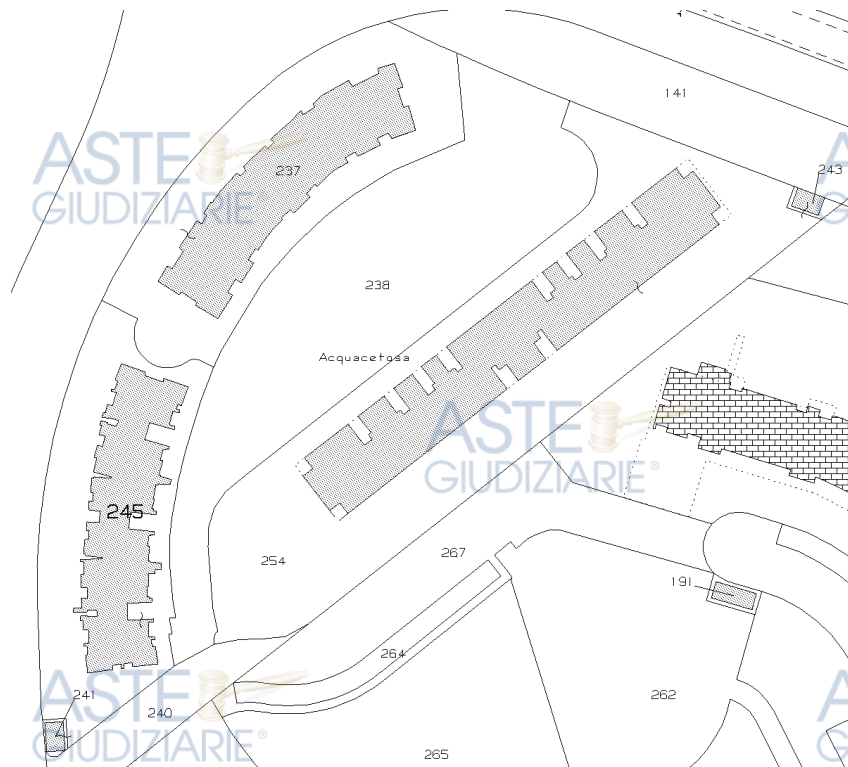 141
243
ASTE
GIUDIZIARIE®
237
238
Acquacetosa
ASTE
GIUDIZIARIE®
245
254
267
191
264
241
240
262
265
ASTE
GIUDIZIARIE®